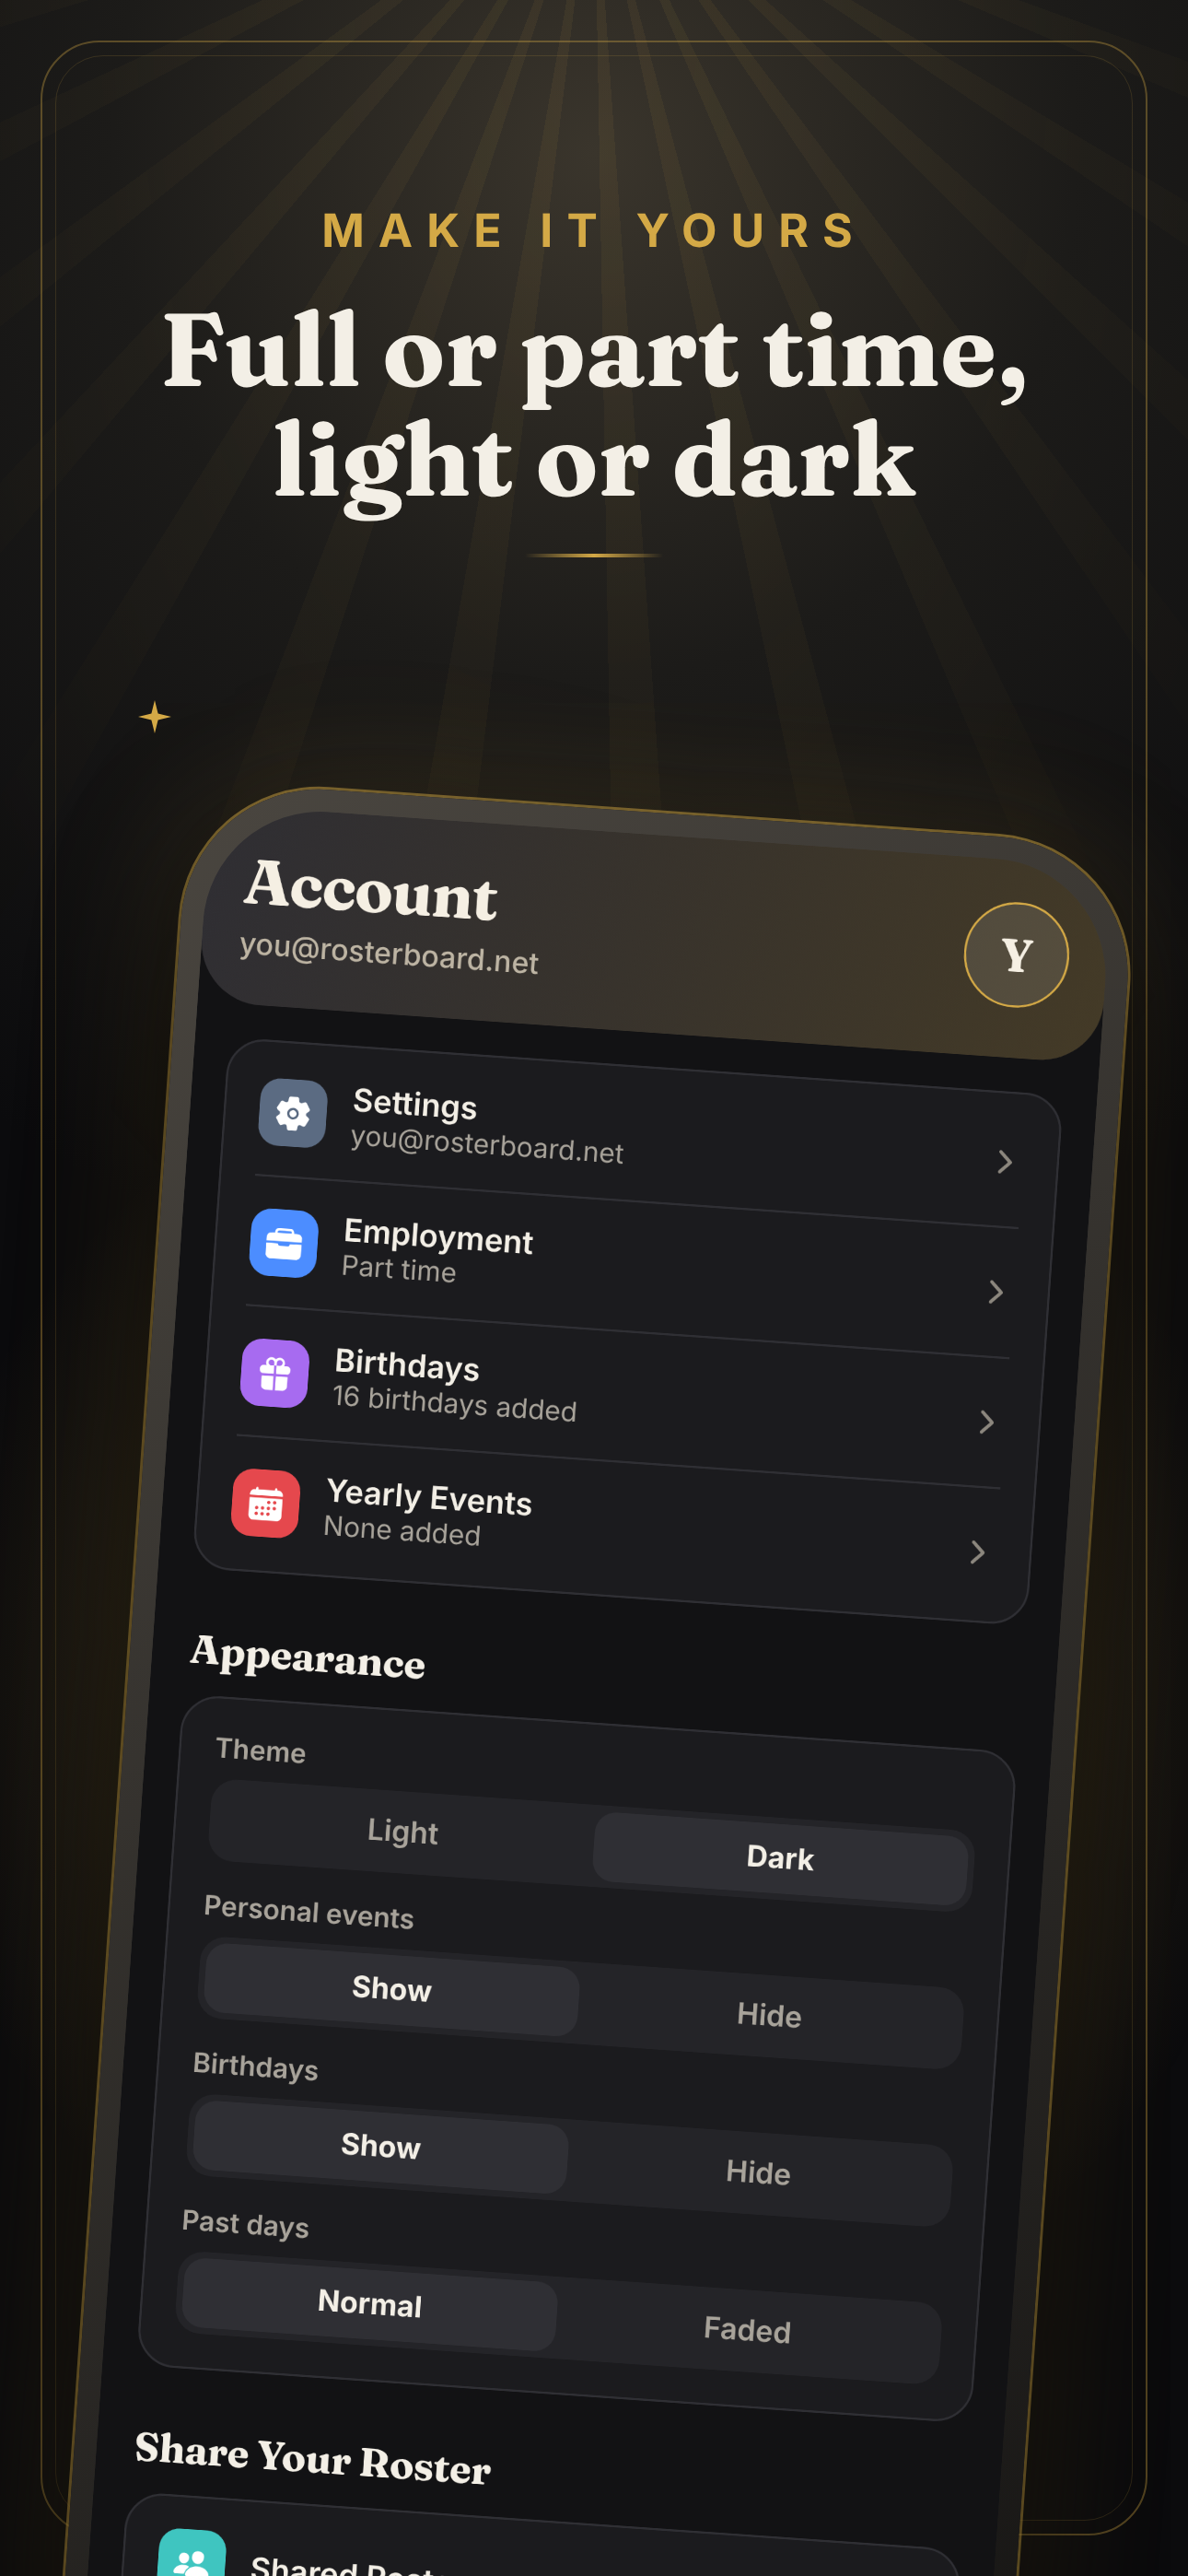 MAKE IT YOURS
Full or part time,
light or dark
Account
you@rosterboard.net
Y
Settings
you@rosterboard.net
Employment
Part time
Birthdays
16 birthdays added
Yearly Events
None added
Appearance
Theme
Light
Dark
Personal events
Show
Hide
Birthdays
Show
Hide
Past days
Normal
Faded
Share Your Roster
Shared